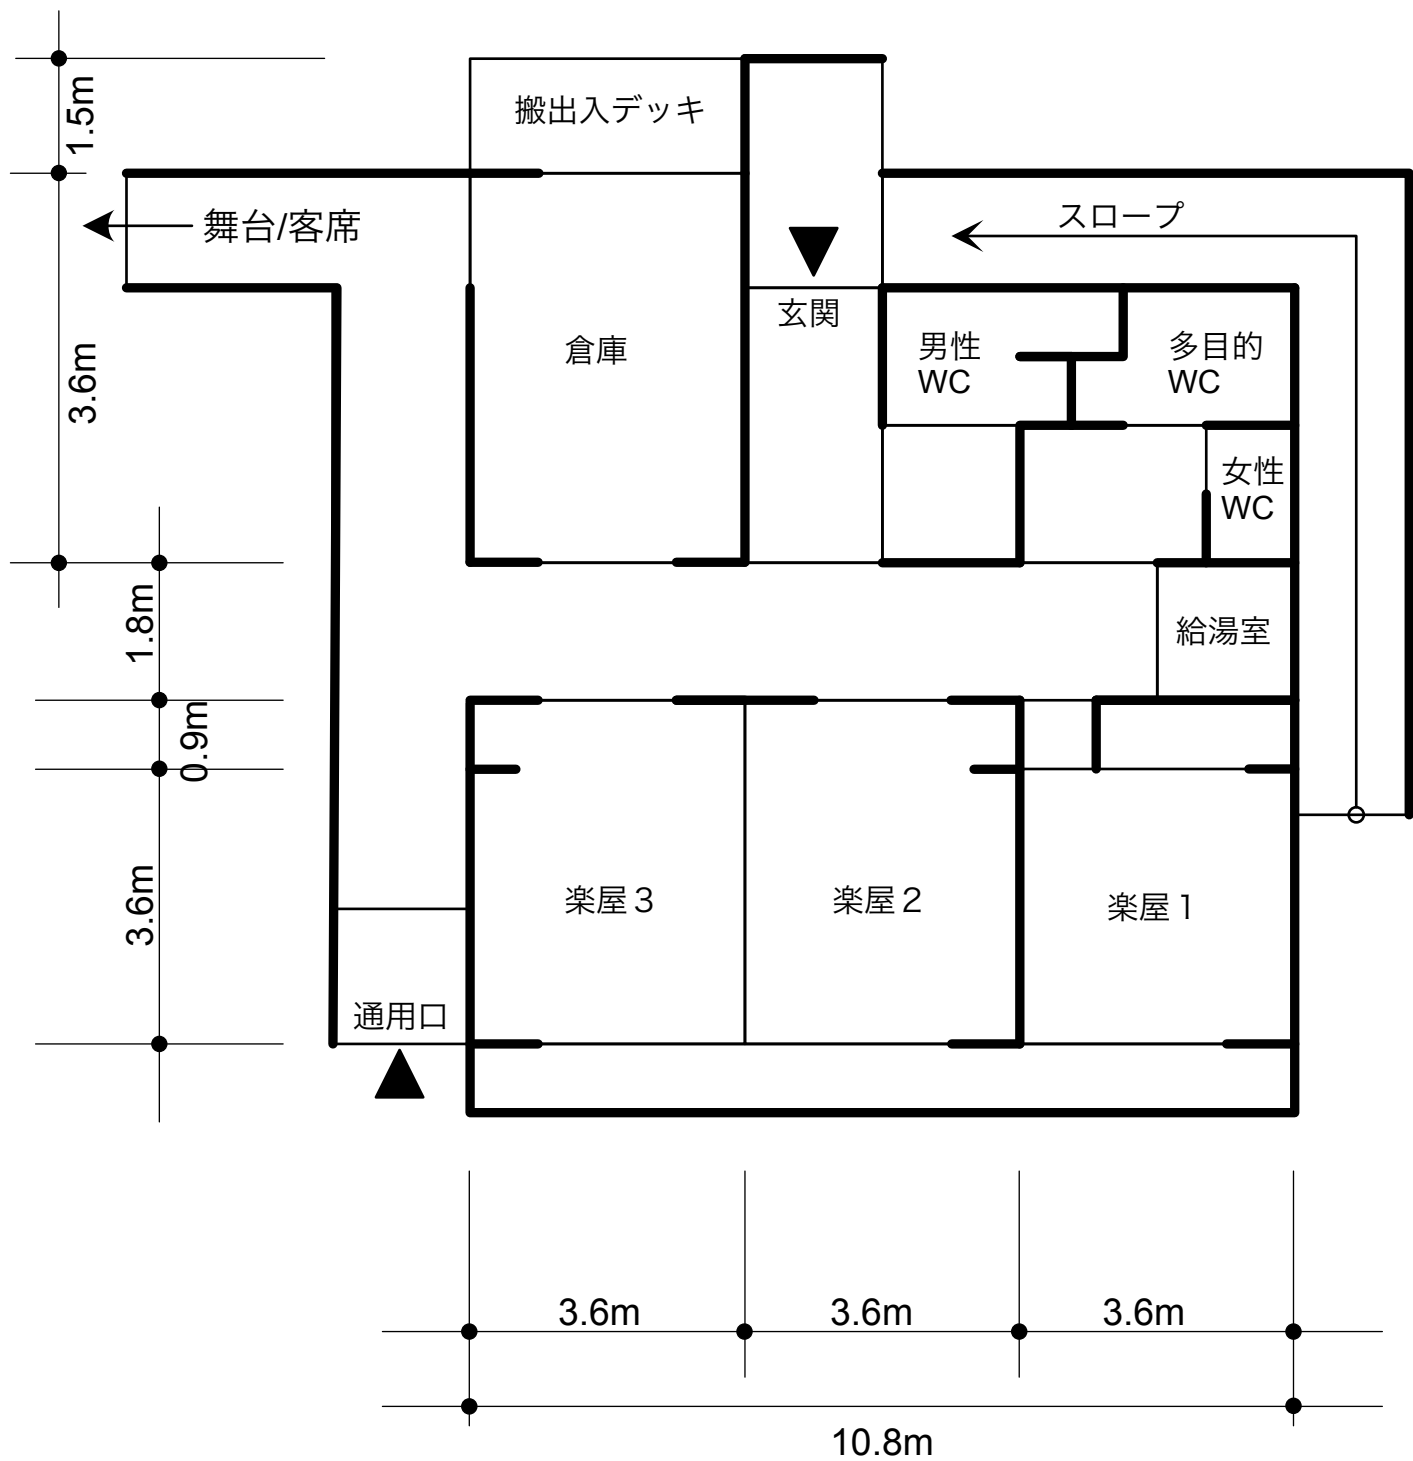 1.5m
搬出入デッキ
舞台/客席
スロープ
玄関
3.6m
倉庫
男性
WC
多目的
WC
女性
WC
1.8m
給湯室
0.9m
3.6m
楽屋3
楽屋2
楽屋1
通用口
3.6m
3.6m
3.6m
10.8m